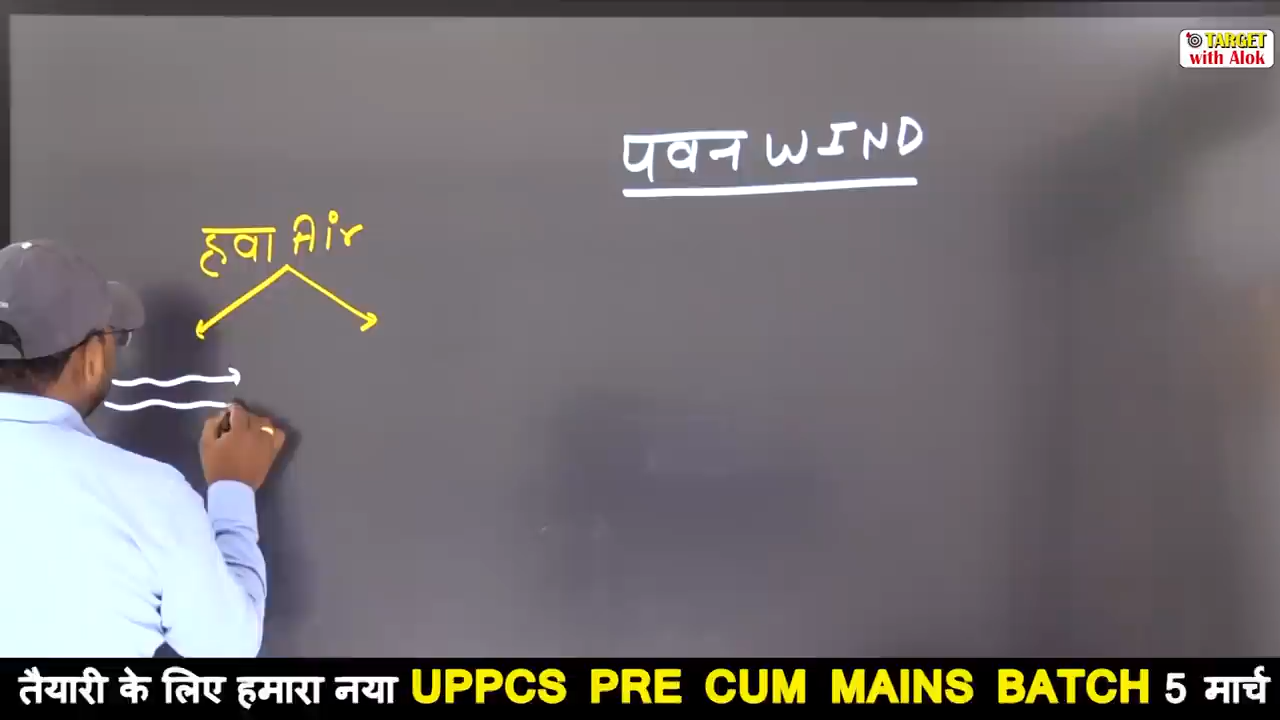 TARGET
with Alok
पवन WIND
हवा Air
तैयारी के लिए हमारा नया UPPCS PRE CUM MAINS BATCH 5 मार्च